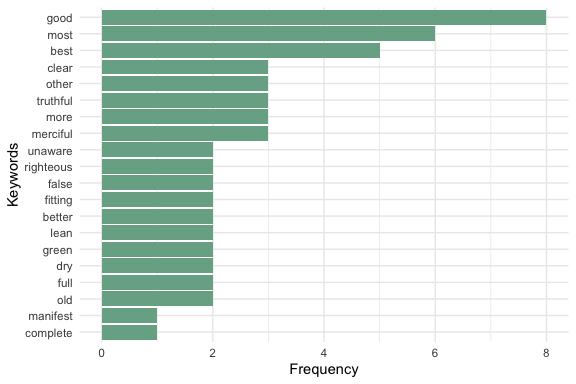 good
most
best
clear
other
truthful
more
merciful
unaware
righteous
false
fitting
better
lean
green
dry
full
old
manifest
complete
Keywords
0 2 4 6 8
Frequency